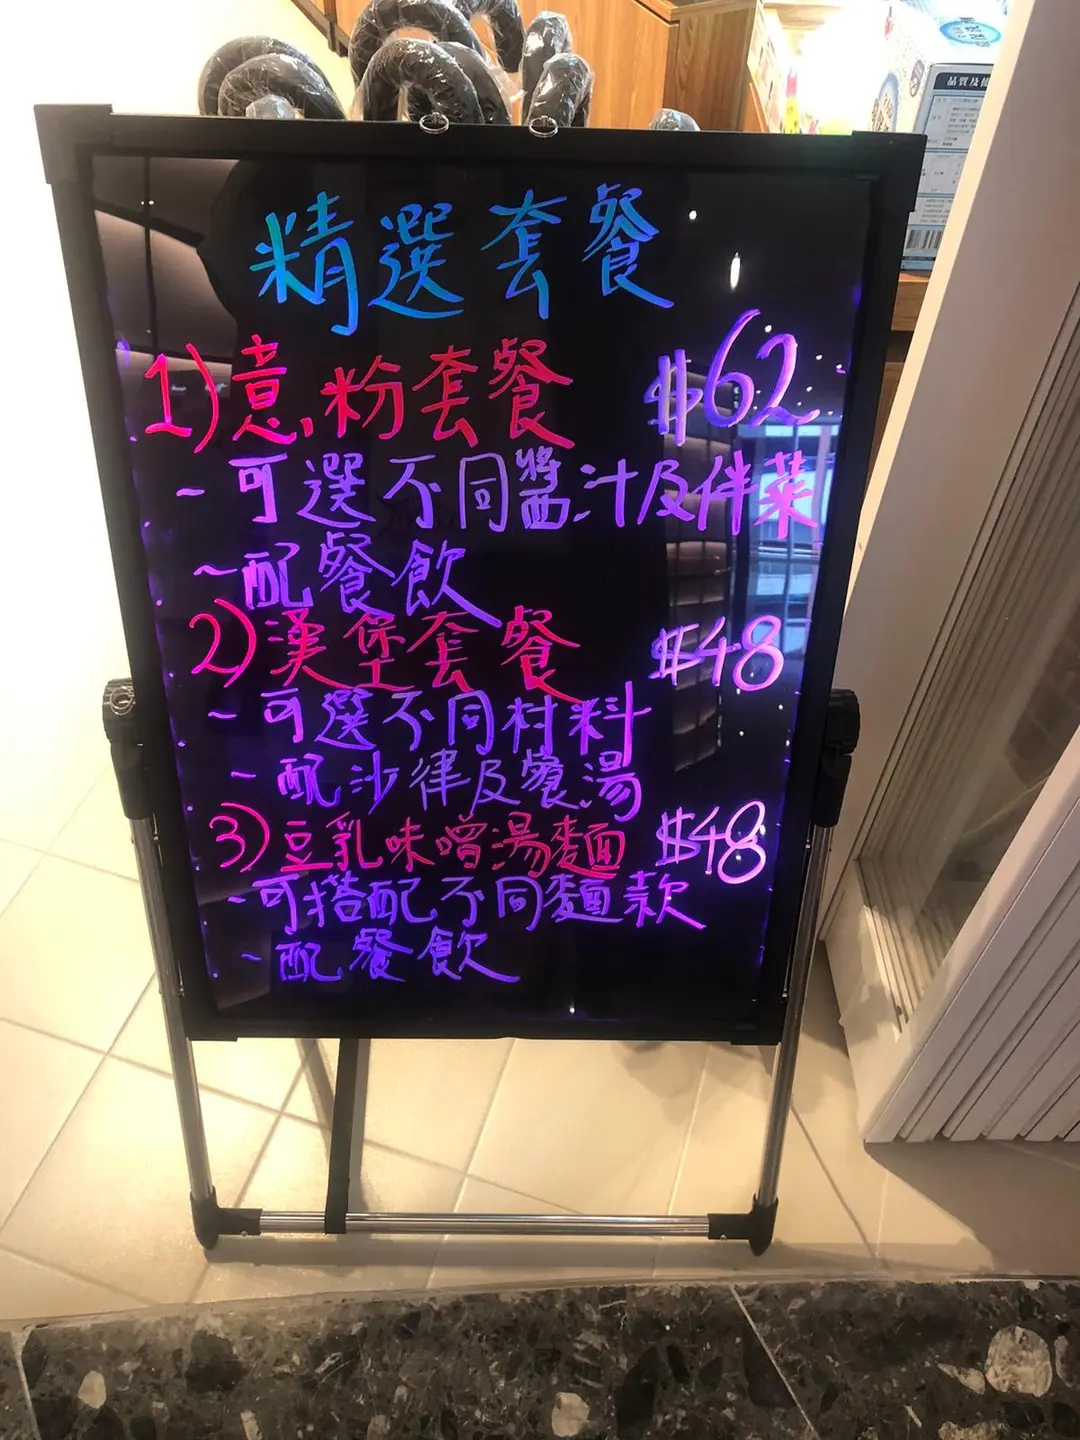 品質及
精選套餐
1)意粉套餐 $62
~可選不同醬汁及伴菜
~配餐飲
2)漢堡套餐 $48
~可選不同材料
~配沙律及餐湯
3)豆乳味噌湯麵 $48
~可搭配不同麵款
~配餐飲